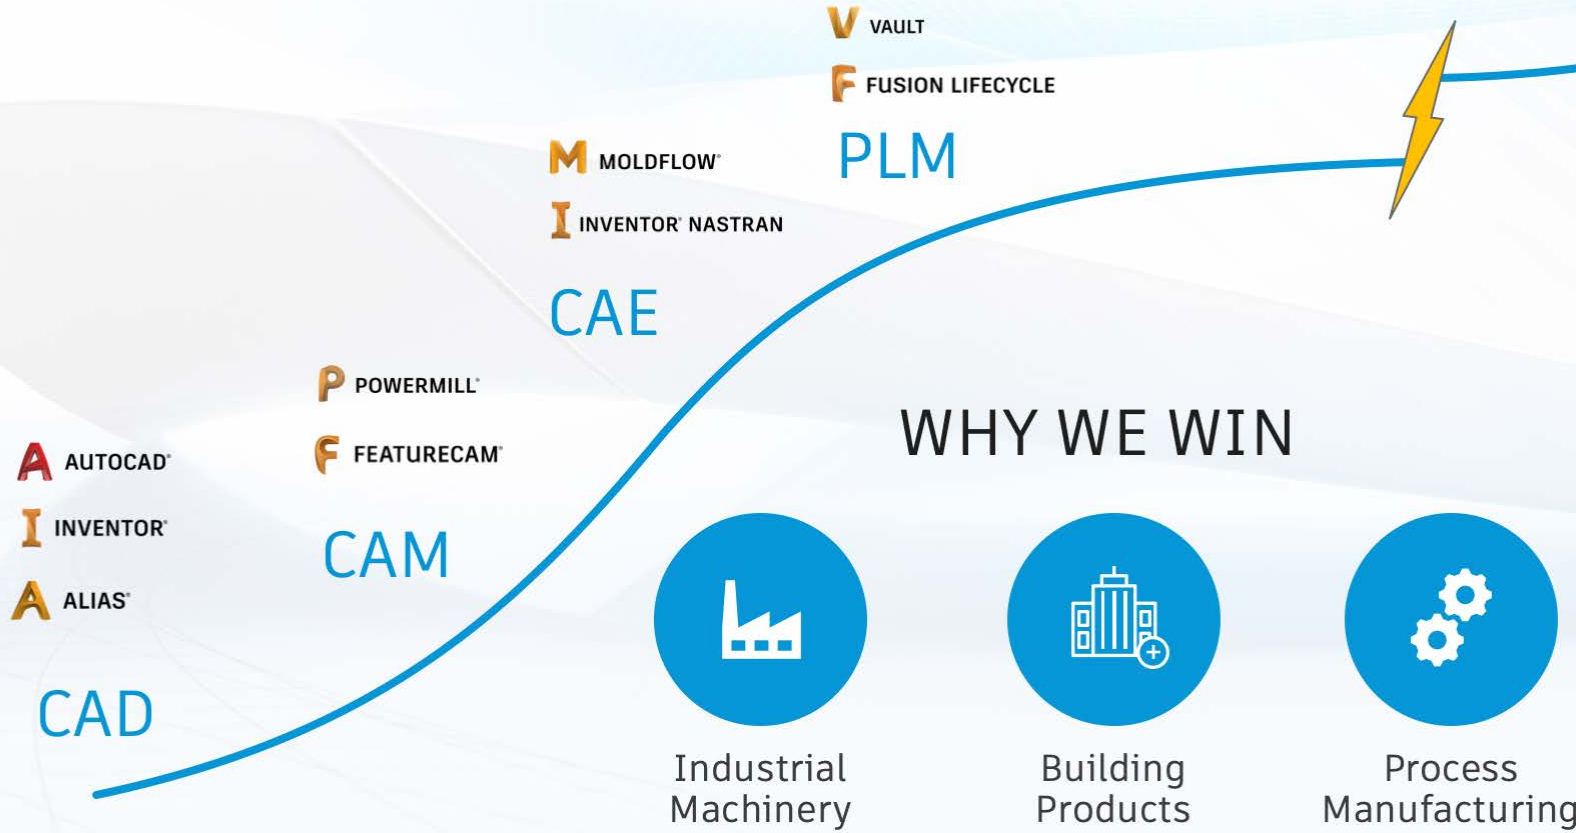 VAULT
FUSION LIFECYCLE
PLM
MOLDFLOW®
INVENTOR® NASTRAN
CAE
POWERMILL®
FEATURECAM®
CAM
AUTOCAD®
INVENTOR®
ALIAS®
CAD
WHY WE WIN
Industrial
Machinery
Building
Products
Process
Manufacturing